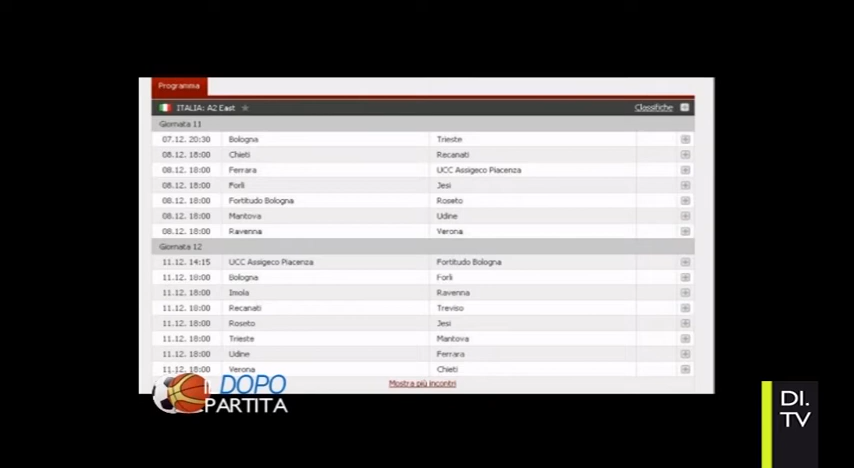 Programma
ITALIA: A2 East Classifiche
Giornata 11
07.12. 20:30 Bologna Trieste
08.12. 18:00 Chieti Recanati
08.12. 18:00 Ferrara UCC Assigeco Piacenza
08.12. 18:00 Forlì Jesi
08.12. 18:00 Fortitudo Bologna Roseto
08.12. 18:00 Mantova Udine
08.12. 18:00 Ravenna Verona
Giornata 12
11.12. 14:15 UCC Assigeco Piacenza Fortitudo Bologna
11.12. 18:00 Bologna Forlì
11.12. 18:00 Imola Ravenna
11.12. 18:00 Recanati Treviso
11.12. 18:00 Roseto Jesi
11.12. 18:00 Trieste Mantova
11.12. 18:00 Udine Ferrara
11.12. 18:00 Verona Chieti
Mostra più incontri
DOPO
PARTITA
DI.
TV